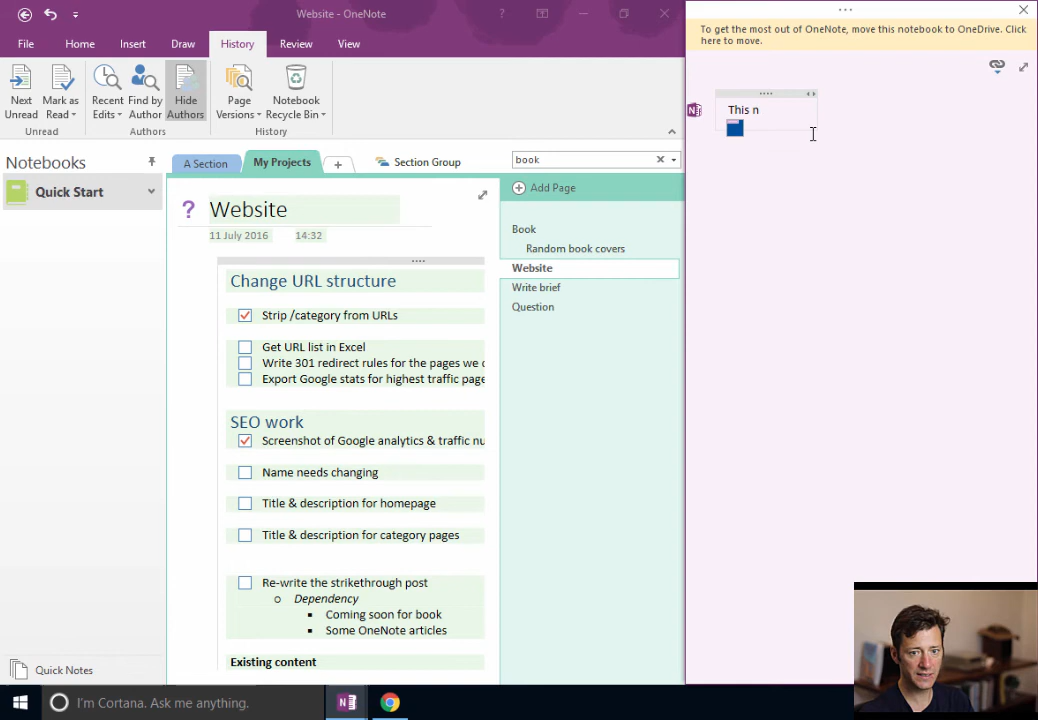 Website - OneNote
?
File
Home
Insert
Draw
History
Review
View
Next Unread
Mark as Read
Recent Edits
Find by Author
Hide Authors
Page Versions
Notebook Recycle Bin
Unread
Authors
History
Notebooks
Quick Start
Quick Notes
A Section
My Projects
+
Section Group
book
Add Page
Book
Random book covers
Website
Write brief
Question
? Website
11 July 2016 14:32
Change URL structure
Strip /category from URLs
Get URL list in Excel
Write 301 redirect rules for the pages we c
Export Google stats for highest traffic page
SEO work
Screenshot of Google analytics & traffic nu
Name needs changing
Title & description for homepage
Title & description for category pages
Re-write the strikethrough post
Dependency
Coming soon for book
Some OneNote articles
Existing content
To get the most out of OneNote, move this notebook to OneDrive. Click
here to move.
This n
I'm Cortana. Ask me anything.